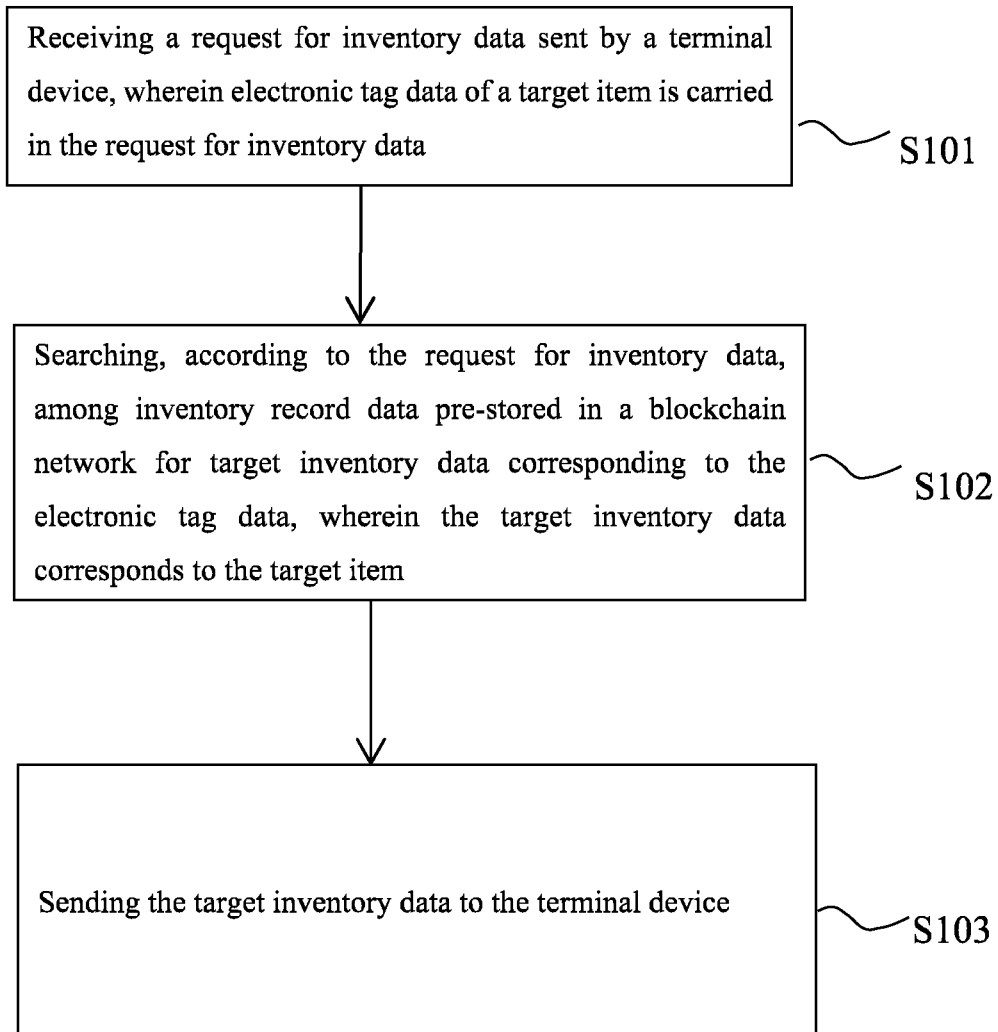 Receiving a request for inventory data sent by a terminal
device, wherein electronic tag data of a target item is carried
in the request for inventory data
S101
Searching, according to the request for inventory data,
among inventory record data pre-stored in a blockchain
network for target inventory data corresponding to the
electronic tag data, wherein the target inventory data
corresponds to the target item
S102
Sending the target inventory data to the terminal device
S103